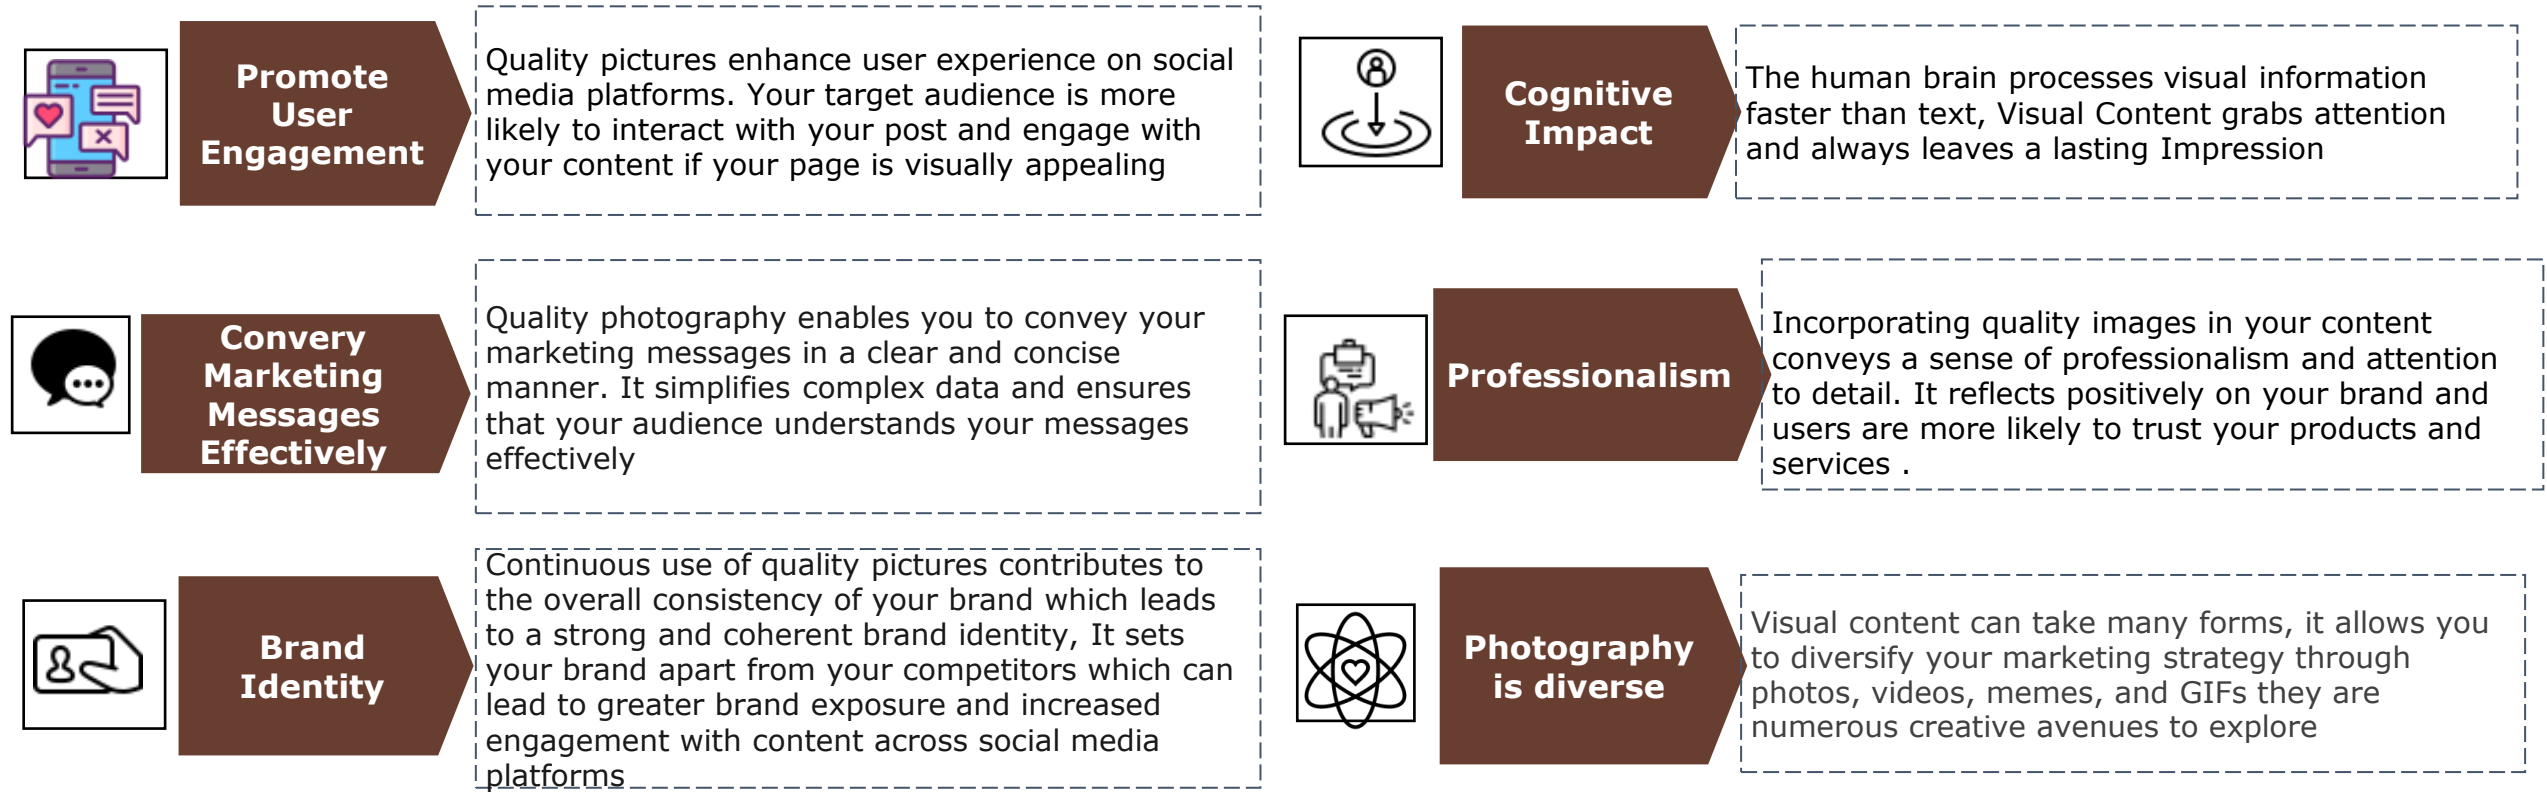 Promote
User
Engagement
Quality pictures enhance user experience on social
media platforms. Your target audience is more
likely to interact with your post and engage with
your content if your page is visually appealing
Cognitive
Impact
The human brain processes visual information
faster than text, Visual Content grabs attention
and always leaves a lasting Impression
Convery
Marketing
Messages
Effectively
Quality photography enables you to convey your
marketing messages in a clear and concise
manner. It simplifies complex data and ensures
that your audience understands your messages
effectively
Professionalism
Incorporating quality images in your content
conveys a sense of professionalism and attention
to detail. It reflects positively on your brand and
users are more likely to trust your products and
services .
Brand
Identity
Continuous use of quality pictures contributes to
the overall consistency of your brand which leads
to a strong and coherent brand identity, It sets
your brand apart from your competitors which can
lead to greater brand exposure and increased
engagement with content across social media
platforms
Photography
is diverse
Visual content can take many forms, it allows you
to diversify your marketing strategy through
photos, videos, memes, and GIFs they are
numerous creative avenues to explore